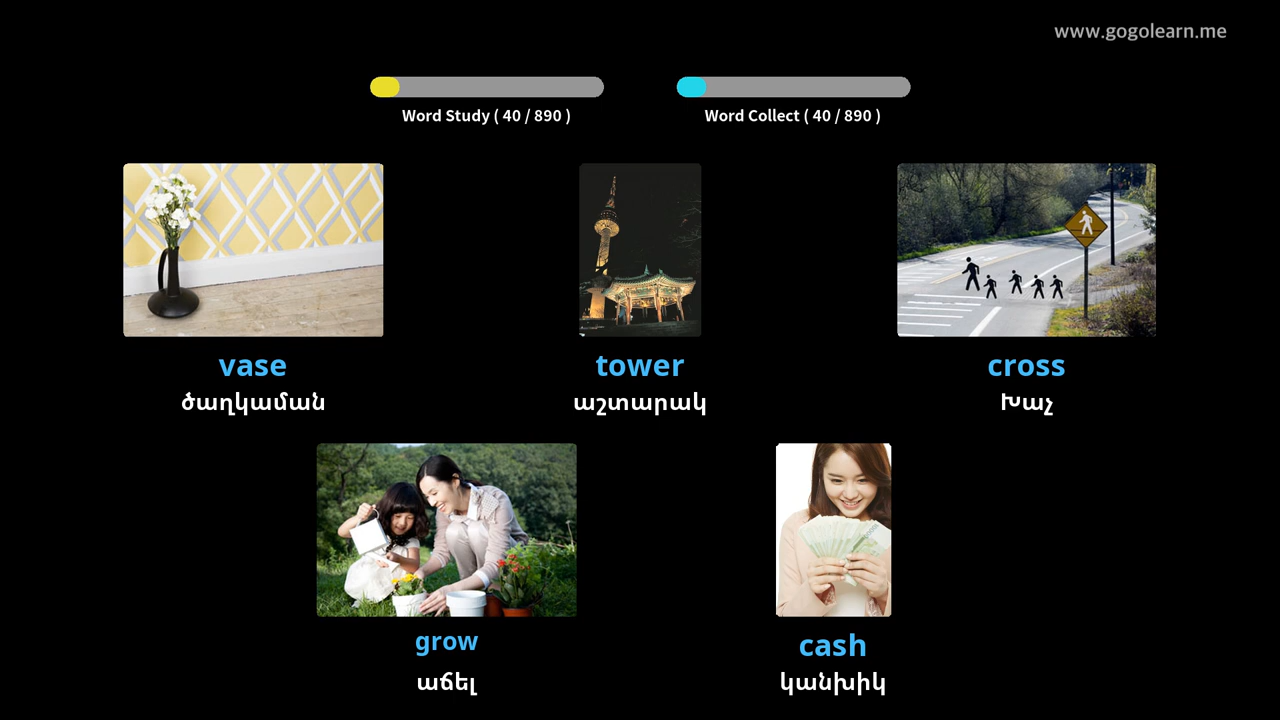 www.gogolearn.me
Word Study ( 40 / 890 )
Word Collect ( 40 / 890 )
vase
ծաղկաման
tower
աշտարակ
cross
Խաչ
grow
աճել
cash
կանխիկ